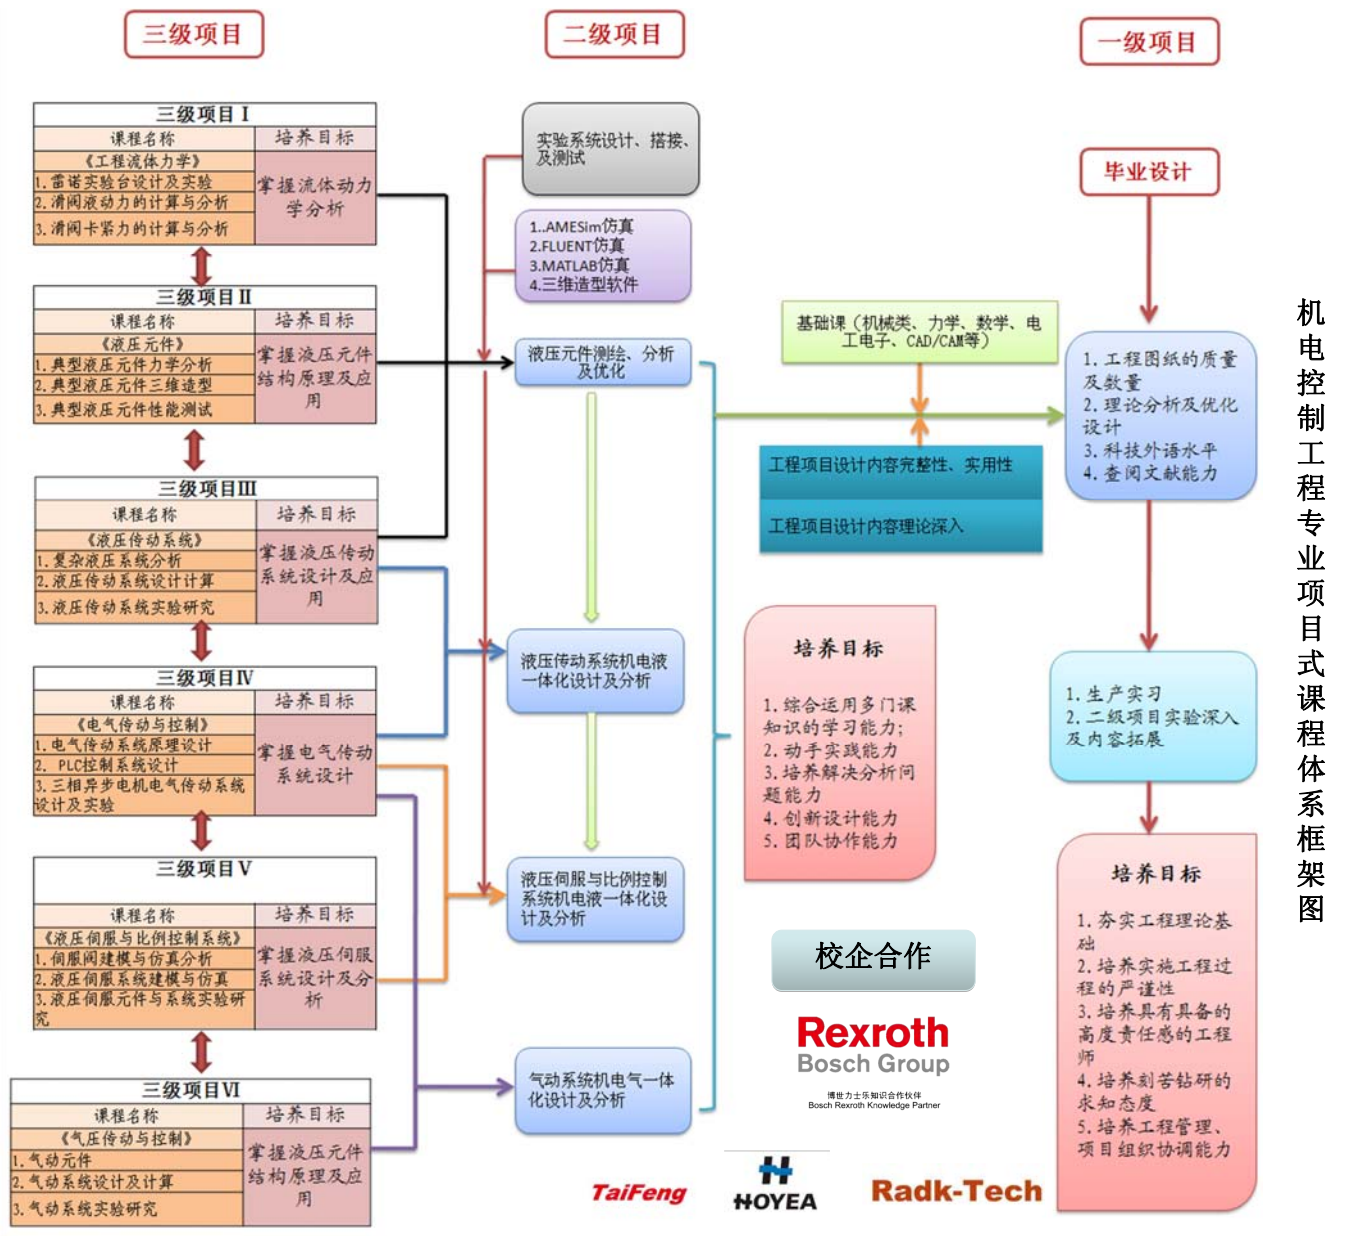 三级项目
二级项目
一级项目
三级项目 I
课程名称
培养目标
《工程流体力学》
1.雷诺实验台设计及实验
2.滑阀液动力的计算与分析
3.滑阀卡紧力的计算与分析
掌握流体动力
学分析
三级项目 II
课程名称
培养目标
《液压元件》
1.典型液压元件力学分析
2.典型液压元件三维造型
3.典型液压元件性能测试
掌握液压元件
结构原理及应
用
三级项目III
课程名称
培养目标
《液压传动系统》
1.复杂液压系统分析
2.液压传动系统设计计算
3.液压传动系统实验研究
掌握液压传动
系统设计及应
用
三级项目IV
课程名称
培养目标
《电气传动与控制》
1.电气传动系统原理设计
2. PLC控制系统设计
3.三相异步电机电气传动系统
设计及实验
掌握电气传动
系统设计
三级项目 V
课程名称
培养目标
《液压伺服与比例控制系统》
1.伺服阀建模与仿真分析
2.液压伺服系统建模与仿真
3.液压伺服元件与系统实验研
究
掌握液压伺服
系统设计及分
析
三级项目VI
课程名称
培养目标
《气压传动与控制》
1.气动元件
2.气动系统设计及计算
3.气动系统实验研究
掌握液压元件
结构原理及应
用
实验系统设计、搭接、
及测试
1..AMESim仿真
2.FLUENT仿真
3.MATLAB仿真
4.三维造型软件
液压元件测绘、分析
及优化
液压传动系统机电液
一体化设计及分析
液压伺服与比例控制
系统机电液一体化设
计及分析
气动系统机电气一体
化设计及分析
基础课（机械类、力学、数学、电
工电子、CAD/CAM等）
工程项目设计内容完整性、实用性
工程项目设计内容理论深入
培养目标
1.综合运用多门课
知识的学习能力;
2.动手实践能力
3.培养解决分析问
题能力
4.创新设计能力
5.团队协作能力
校企合作
Rexroth
Bosch Group
博世力士乐知识合作伙伴
Bosch Rexroth Knowledge Partner
TaiFeng
HOYEA
Radk-Tech
毕业设计
1.工程图纸的质量
及数量
2.理论分析及优化
设计
3.科技外语水平
4.查阅文献能力
1.生产实习
2.二级项目实验深入
及内容拓展
培养目标
1.夯实工程理论基
础
2.培养实施工程过
程的严谨性
3.培养具有具备的
高度责任感的工程
师
4.培养刻苦钻研的
求知态度
5.培养工程管理、
项目组织协调能力
机电控制工程专业项目式课程体系框架图